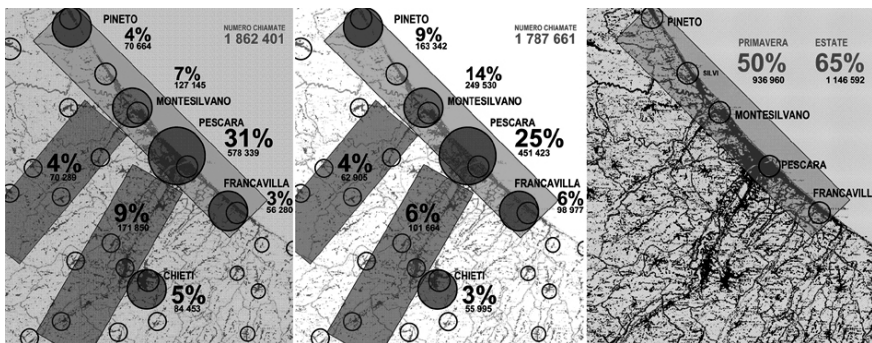 PINETO
4%
70 664
NUMERO CHIAMATE
1 862 401
7%
127 145
MONTESILVANO
PESCARA
31%
578 339
4%
70 289
FRANCAVILLA
3%
56 280
9%
171 850
CHIETI
5%
84 453
PINETO
9%
163 342
NUMERO CHIAMATE
1 787 661
14%
249 530
MONTESILVANO
PESCARA
25%
451 423
4%
62 905
FRANCAVILLA
6%
98 977
6%
101 664
CHIETI
3%
55 995
PINETO
PRIMAVERA
50%
936 960
ESTATE
65%
1 146 592
SILVI
MONTESILVANO
PESCARA
FRANCAVILLA